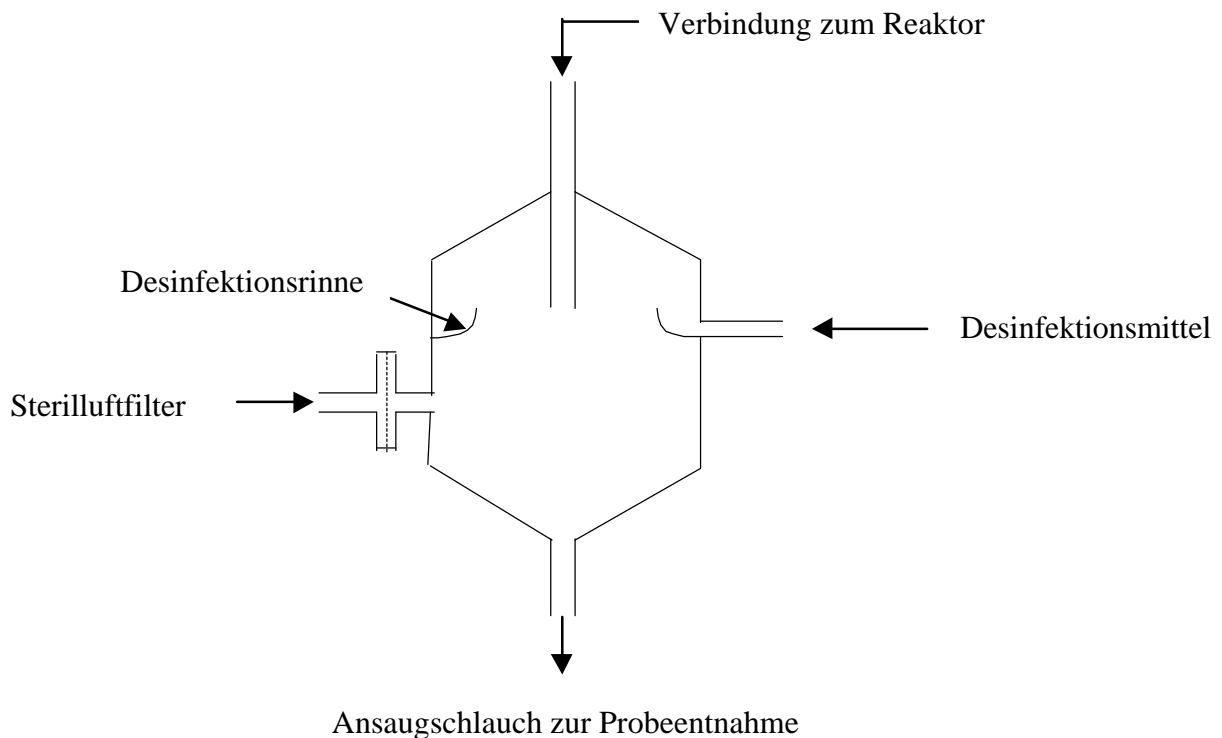 Verbindung zum Reaktor
Desinfektionsrinne
Desinfektionsmittel
Sterilluftfilter
Ansaugschlauch zur Probeentnahme